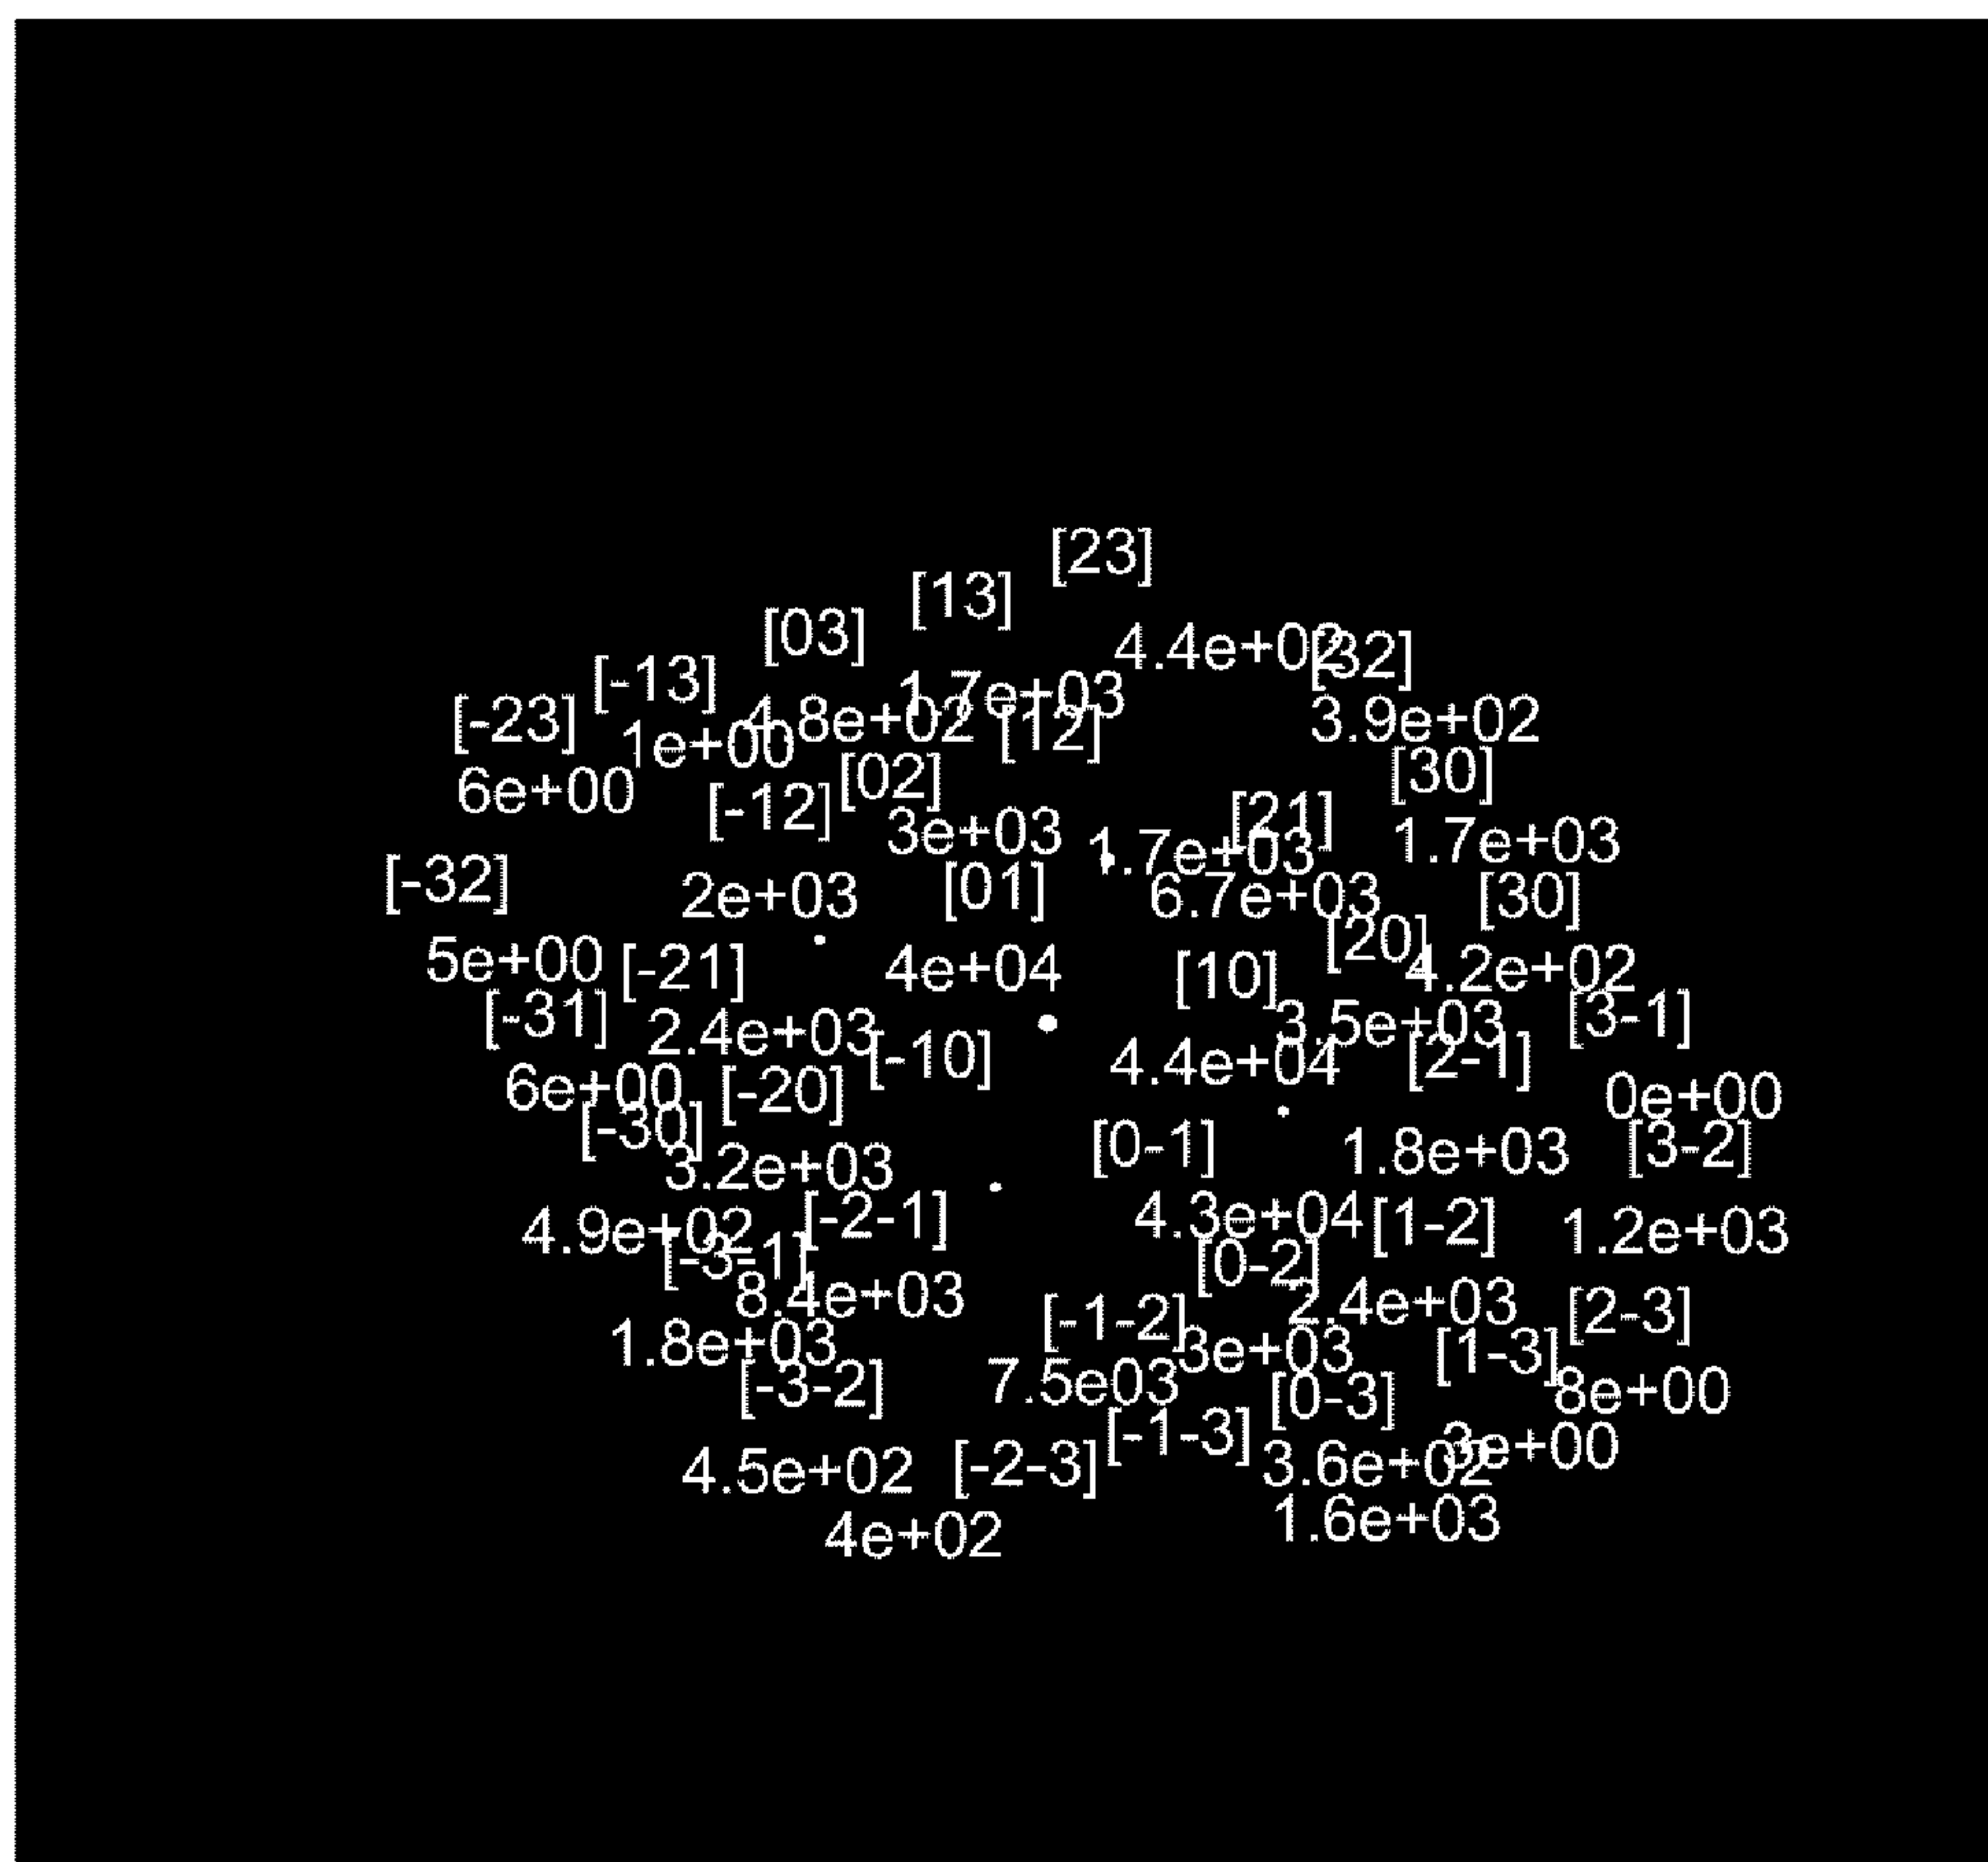 [23]
[13]
[03]
4.4e+02
[32]
[-13]
1.7e+03
[-23]
4.8e+02
[12]
3.9e+02
1e+00
[02]
[30]
6e+00
[-12]
[21]
3e+03
1.7e+03
1.7e+03
[-32]
2e+03
[01]
6.7e+03
[30]
[20]
5e+00
[-21]
4e+04
[10]
4.2e+02
[-31]
2.4e+03
3.5e+03
[3-1]
[-10]
4.4e+04
[2-1]
6e+00
[-20]
0e+00
[-30]
[0-1]
1.8e+03
[3-2]
3.2e+03
4.9e+02
[-2-1]
4.3e+04
[1-2]
1.2e+03
[-3-1]
[0-2]
8.4e+03
[-1-2]
2.4e+03
[2-3]
1.8e+03
3e+03
[1-3]
[-3-2]
7.5e03
[0-3]
8e+00
[-1-3]
3e+00
4.5e+02
[-2-3]
3.6e+02
4e+02
1.6e+03